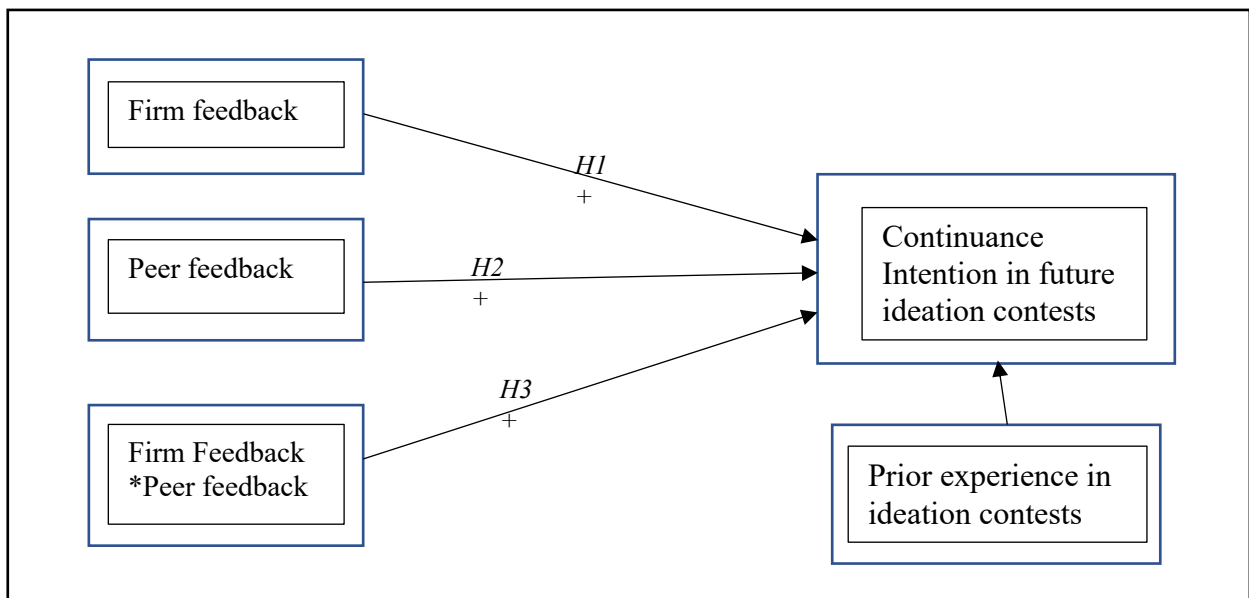 Firm feedback
H1
+
Peer feedback
H2
+
Firm Feedback
*Peer feedback
H3
+
Continuance
Intention in future
ideation contests
Prior experience in
ideation contests